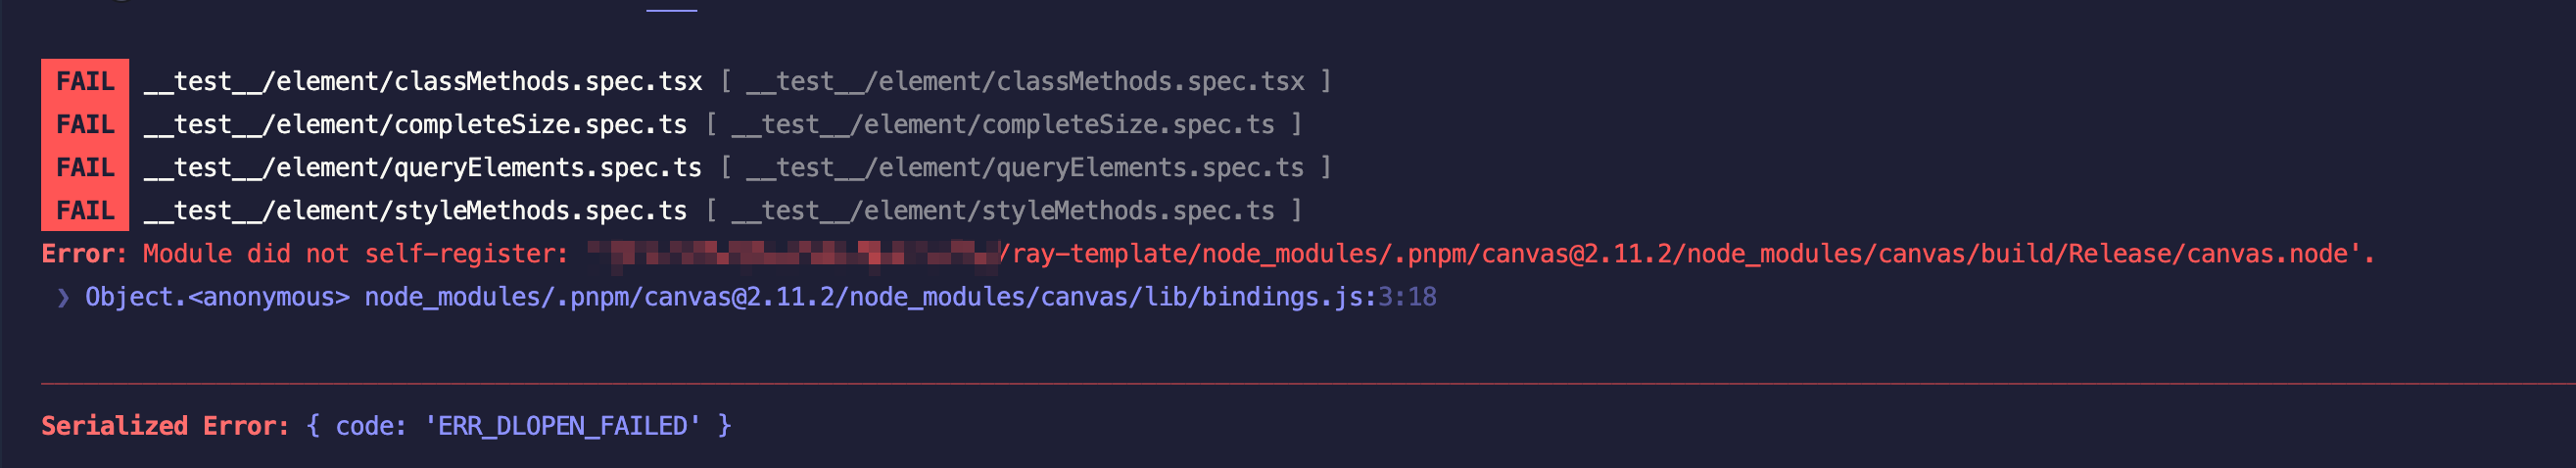 FAIL __test__/element/classMethods.spec.tsx [ __test__/element/classMethods.spec.tsx ]
FAIL __test__/element/completeSize.spec.ts [ __test__/element/completeSize.spec.ts ]
FAIL __test__/element/queryElements.spec.ts [ __test__/element/queryElements.spec.ts ]
FAIL __test__/element/styleMethods.spec.ts [ __test__/element/styleMethods.spec.ts ]
Error: Module did not self-register: /ray-template/node_modules/.pnpm/canvas@2.11.2/node_modules/canvas/build/Release/canvas.node'.
❯ Object.<anonymous> node_modules/.pnpm/canvas@2.11.2/node_modules/canvas/lib/bindings.js:3:18
Serialized Error: { code: 'ERR_DLOPEN_FAILED' }